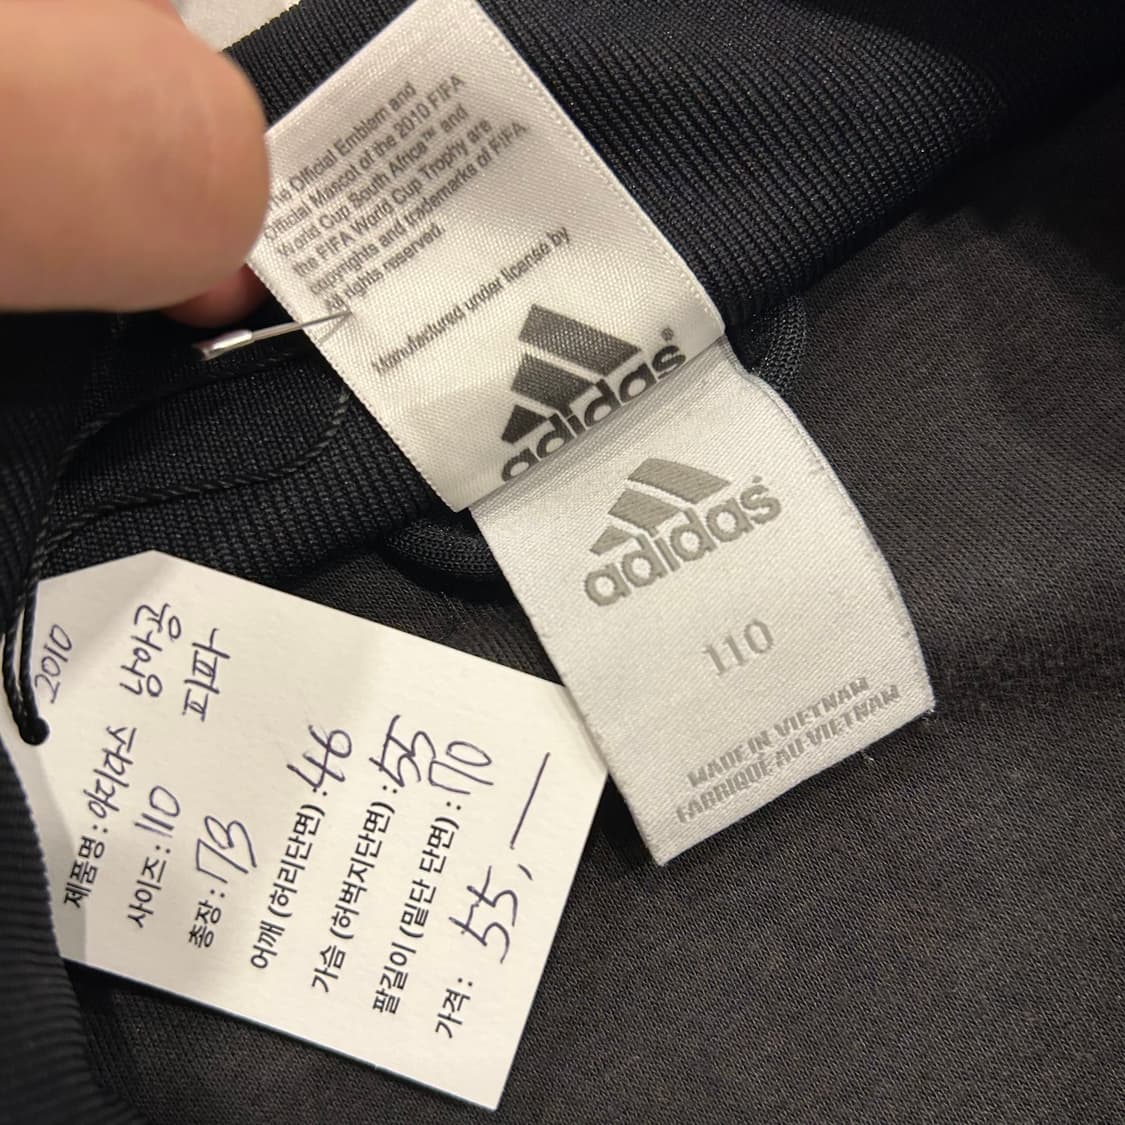 The Official Emblem and
Official Mascot of the 2010 FIFA
World Cup South Africa™ and
the FIFA World Cup Trophy are
copyrights and trademarks of FIFA
All rights reserved.
Manufactured under license by
adidas®
adidas
110
MADE IN VIETNAM
FABRIQUÉ AU VIETNAM
2010 남아공
피파
제품명 : 아디다스
사이즈 : 110
총장 : 73
어깨 (허리단면) : 46
가슴 (허벅지단면) : 55
팔길이 (밑단 단면) : 70
가격 : 55,—